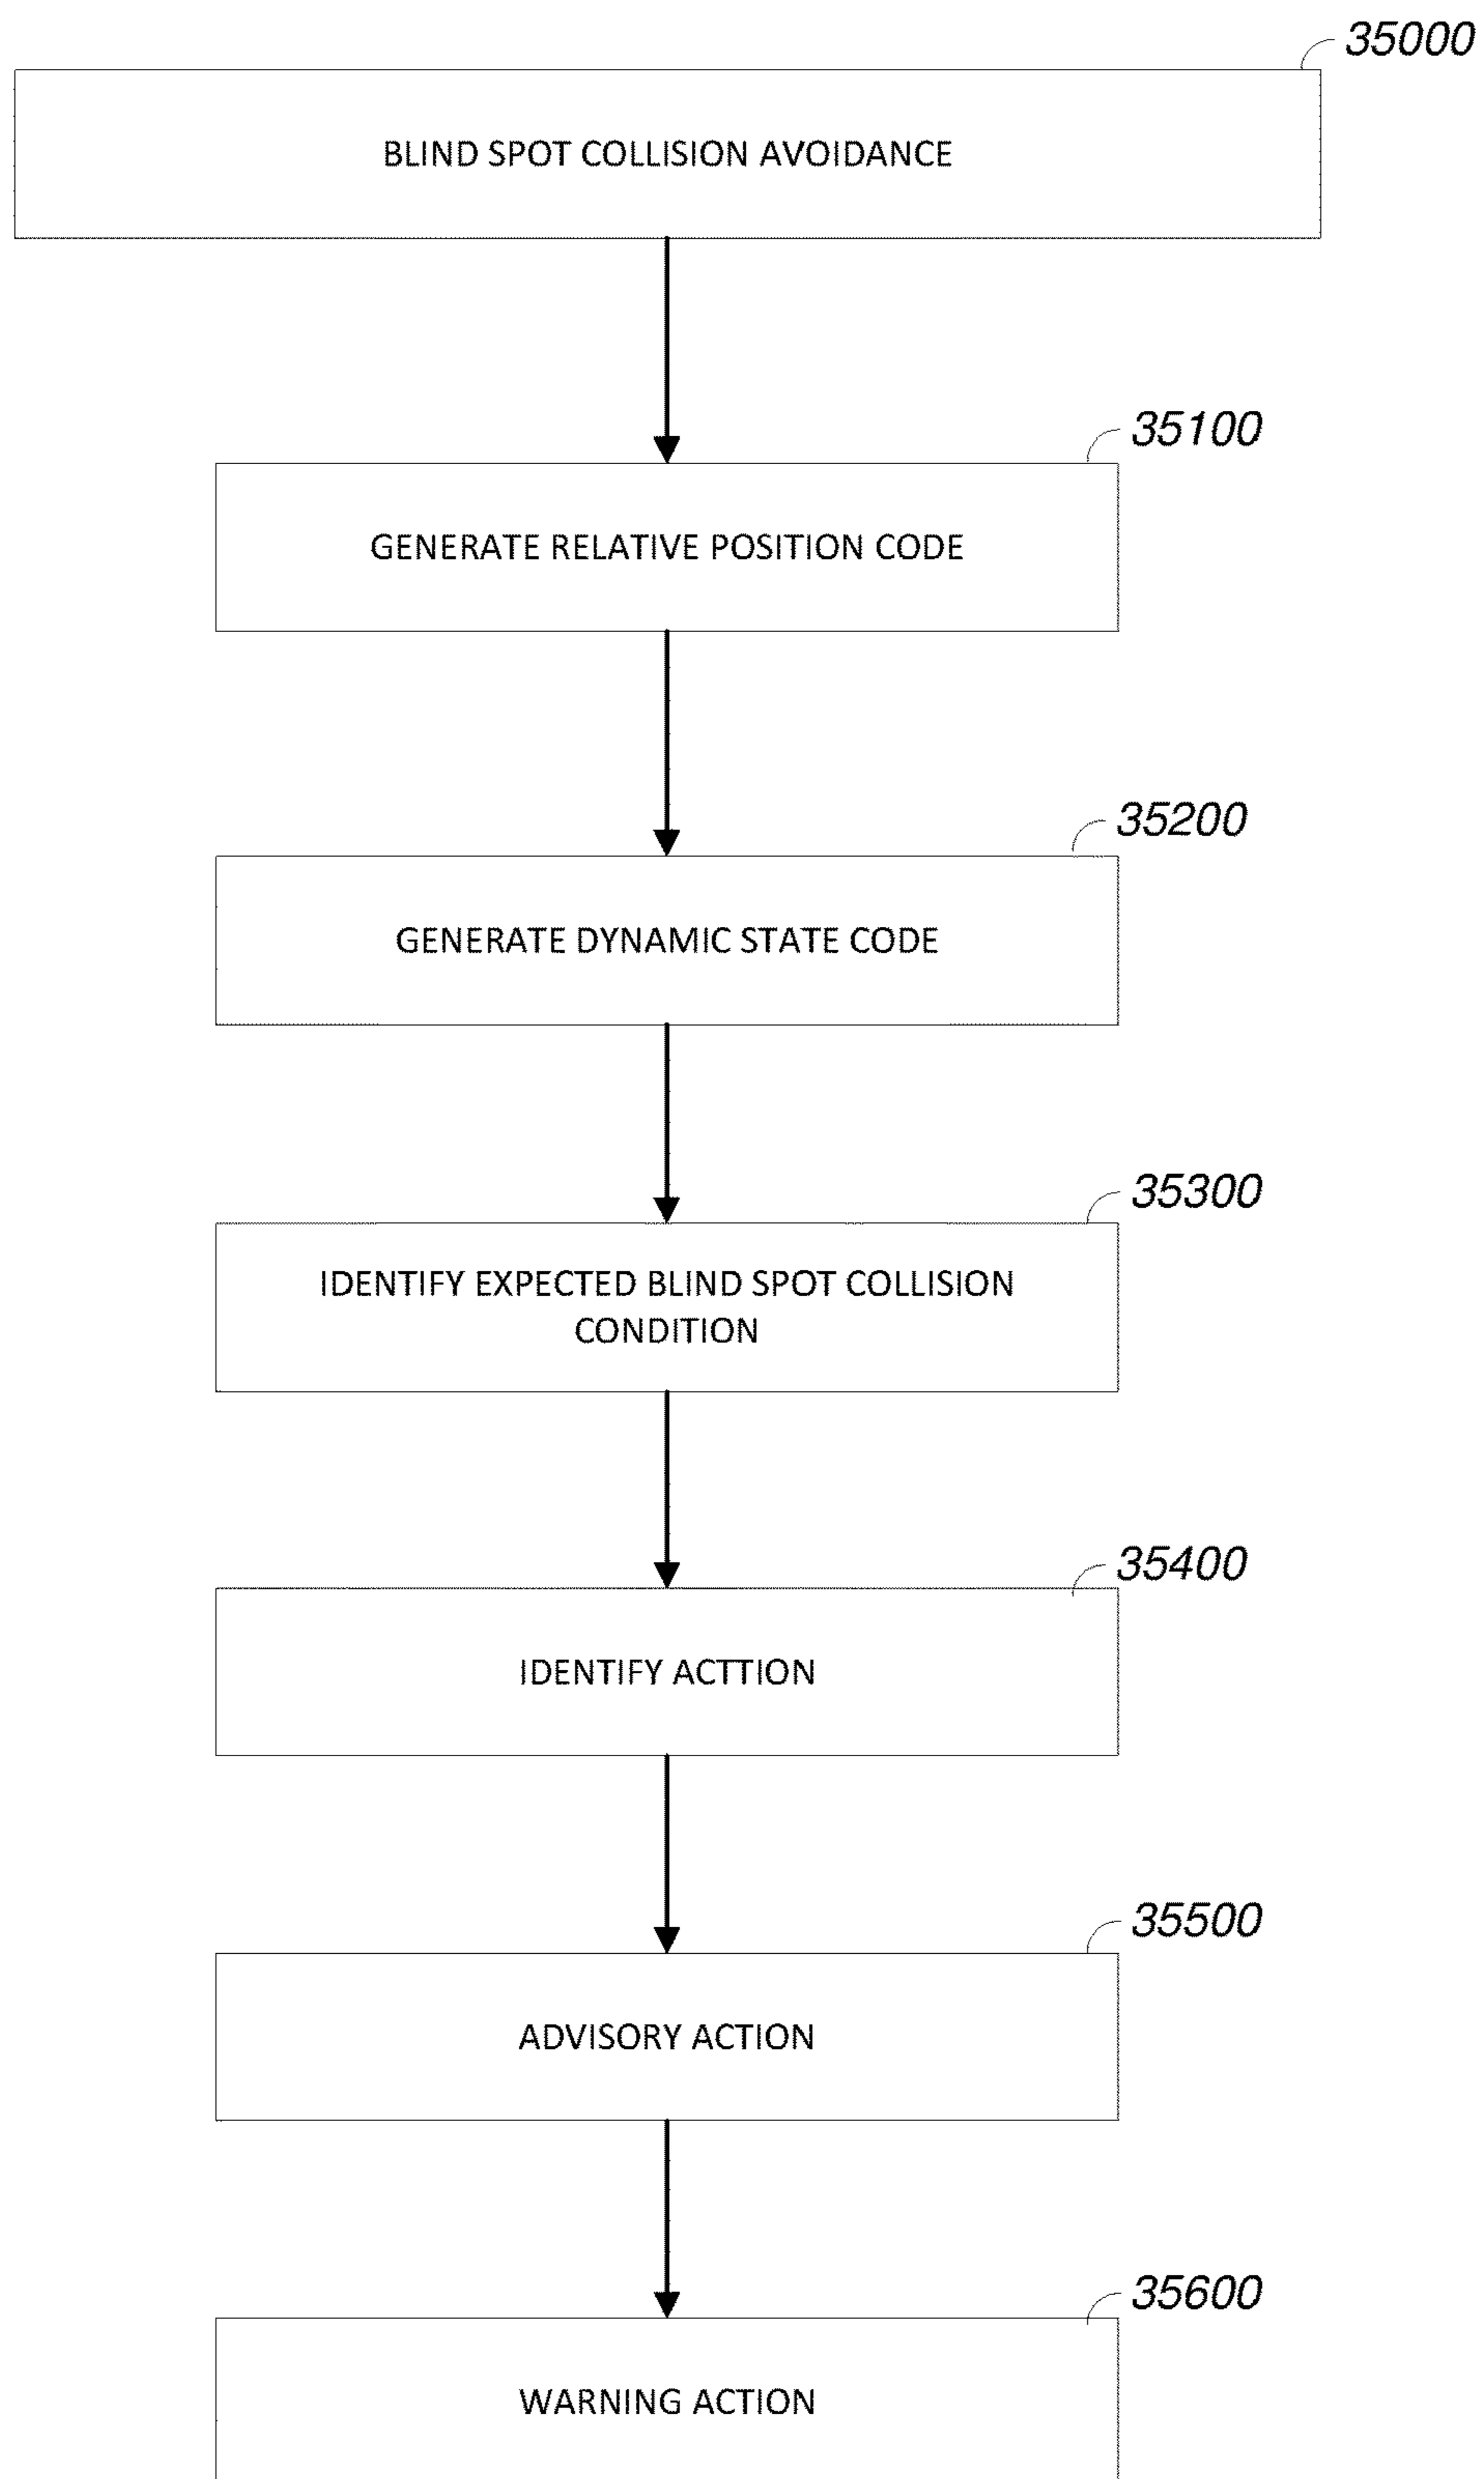 35000
BLIND SPOT COLLISION AVOIDANCE
35100
GENERATE RELATIVE POSITION CODE
35200
GENERATE DYNAMIC STATE CODE
35300
IDENTIFY EXPECTED BLIND SPOT COLLISION
CONDITION
35400
IDENTIFY ACTTION
35500
ADVISORY ACTION
35600
WARNING ACTION